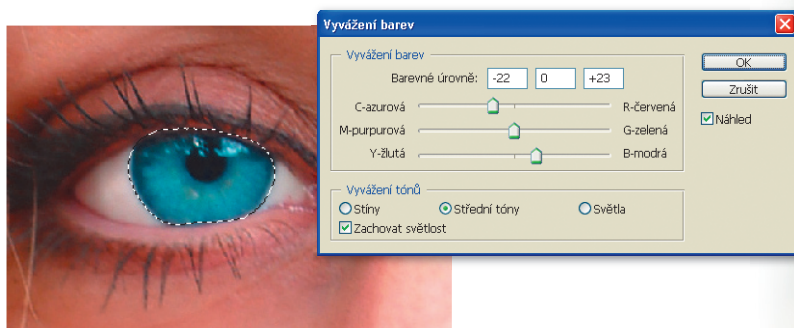 Vyvážení barev
Vyvážení barev
Barevné úrovně: -22 0 +23
C-azurová R-červená
M-purpurová G-zelená
Y-žlutá B-modrá
Vyvážení tónů
Stíny Střední tóny Světla
Zachovat světlost
OK
Zrušit
Náhled